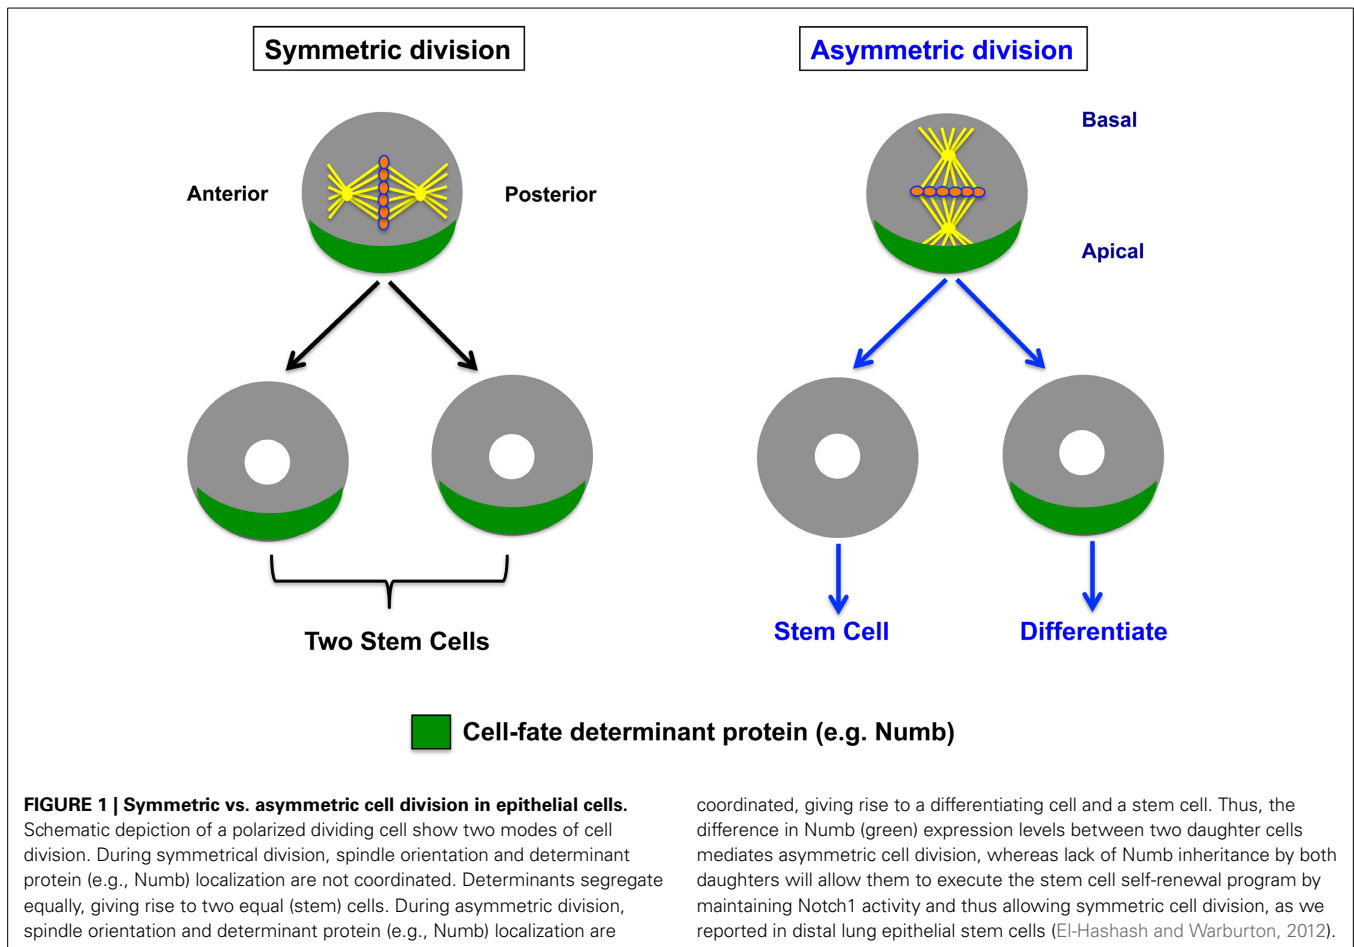 Symmetric division
Asymmetric division
Basal
Anterior
Posterior
Apical
Two Stem Cells
Stem Cell
Differentiate
Cell-fate determinant protein (e.g. Numb)
FIGURE 1 | Symmetric vs. asymmetric cell division in epithelial cells.
Schematic depiction of a polarized dividing cell show two modes of cell
division. During symmetrical division, spindle orientation and determinant
protein (e.g., Numb) localization are not coordinated. Determinants segregate
equally, giving rise to two equal (stem) cells. During asymmetric division,
spindle orientation and determinant protein (e.g., Numb) localization are
coordinated, giving rise to a differentiating cell and a stem cell. Thus, the
difference in Numb (green) expression levels between two daughter cells
mediates asymmetric cell division, whereas lack of Numb inheritance by both
daughters will allow them to execute the stem cell self-renewal program by
maintaining Notch1 activity and thus allowing symmetric cell division, as we
reported in distal lung epithelial stem cells (El-Hashash and Warburton, 2012).